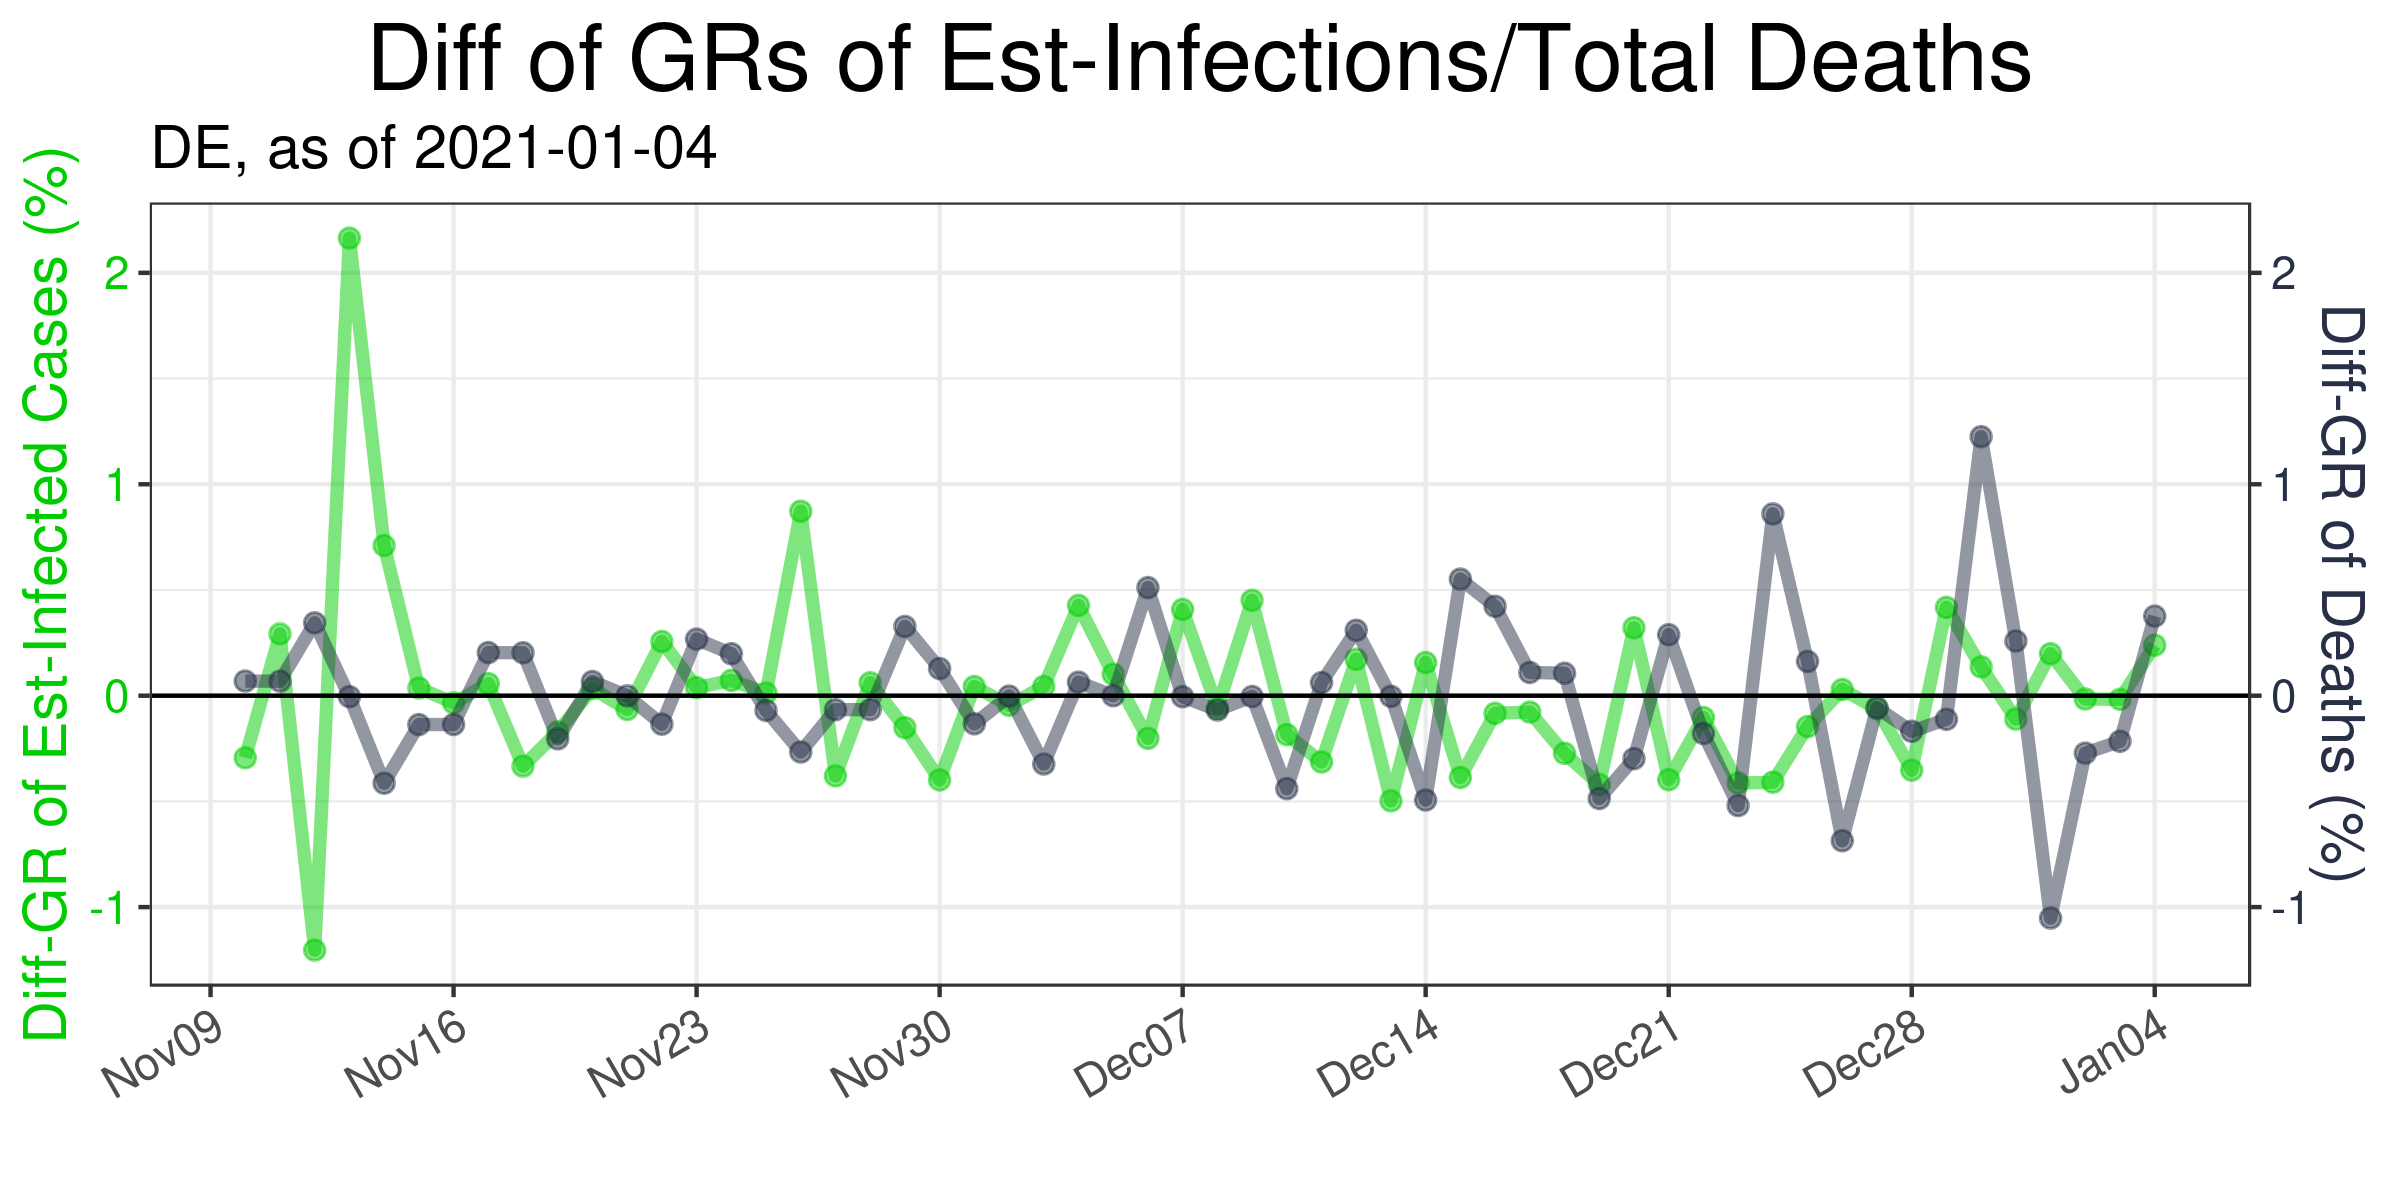 Diff of GRs of Est-Infections/Total Deaths
DE, as of 2021-01-04
Diff-GR of Est-Infected Cases (%)
2
1
0
-1
2
1
0
-1
Diff-GR of Deaths (%)
Nov09
Nov16
Nov23
Nov30
Dec07
Dec14
Dec21
Dec28
Jan04